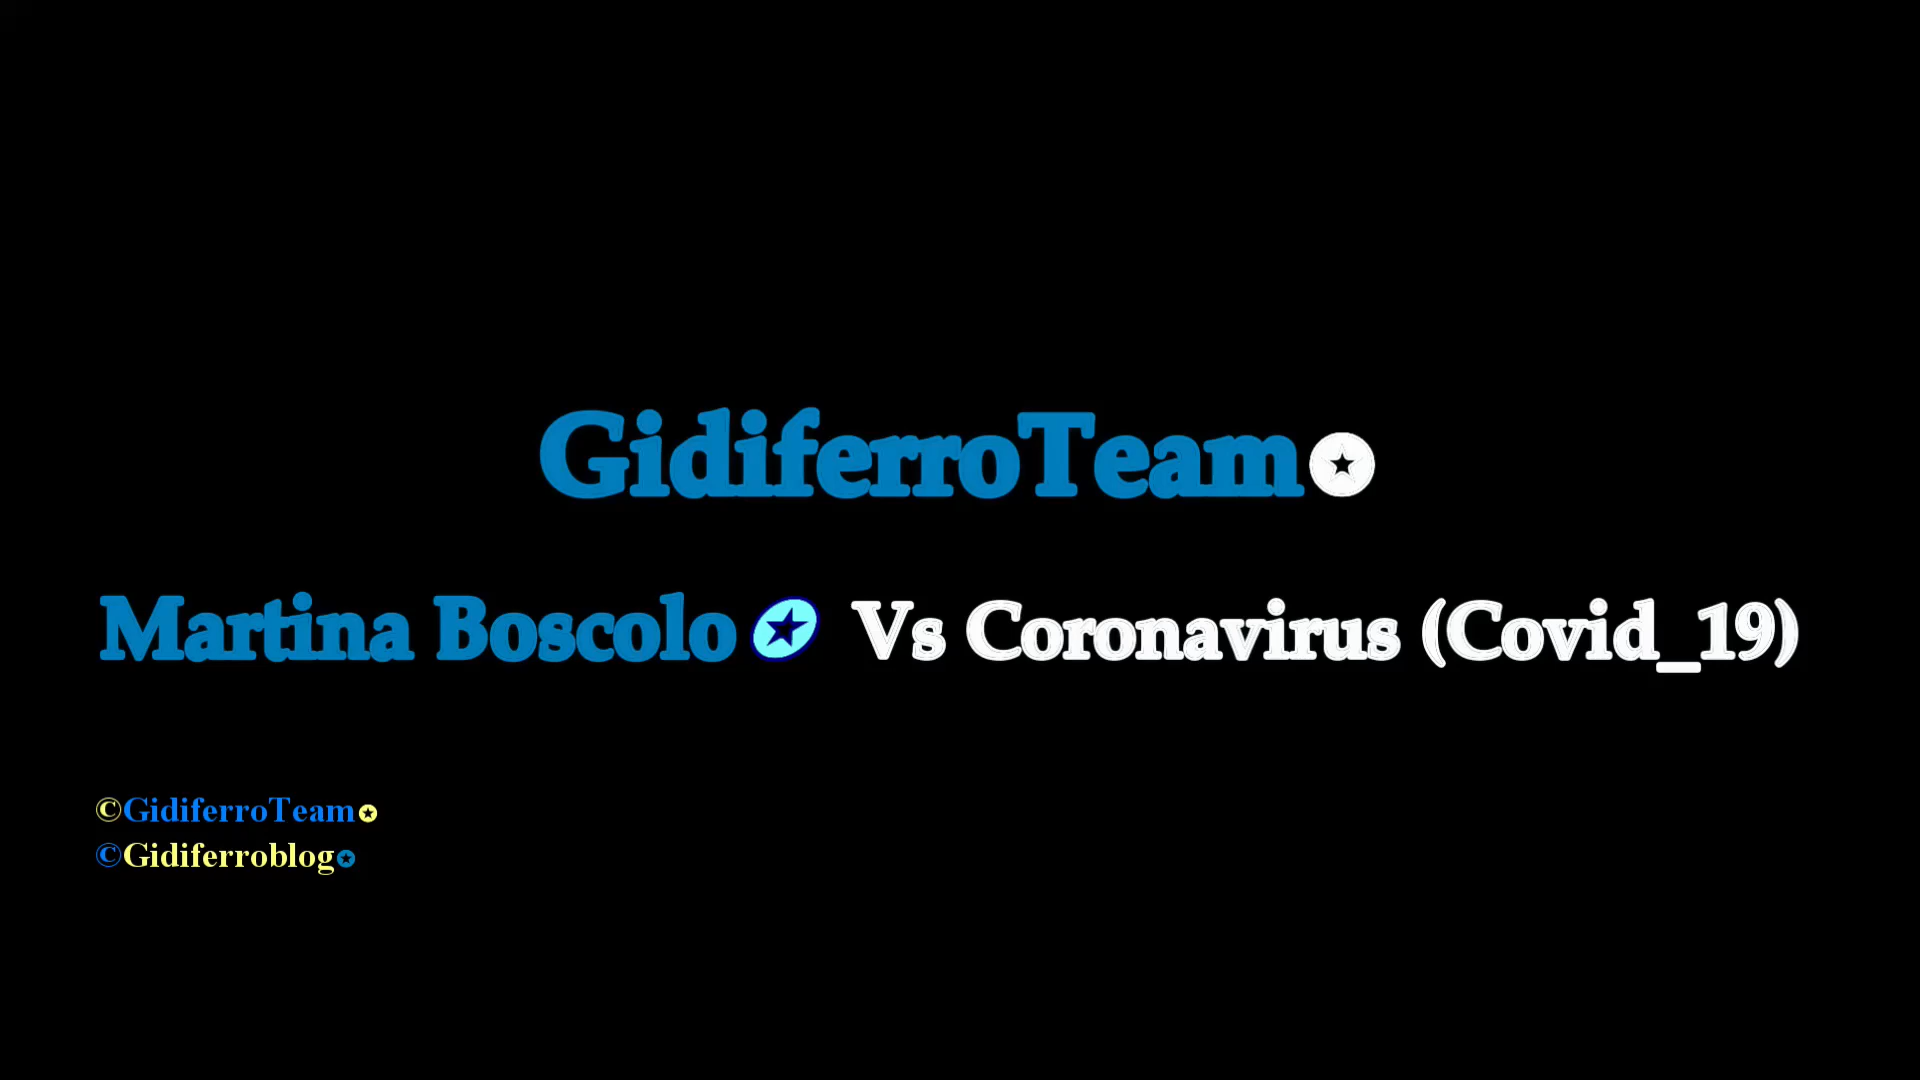 GidiferroTeam✪
Martina Boscolo ✪ Vs Coronavirus (Covid_19)
©GidiferroTeam✪
©Gidiferroblog✪